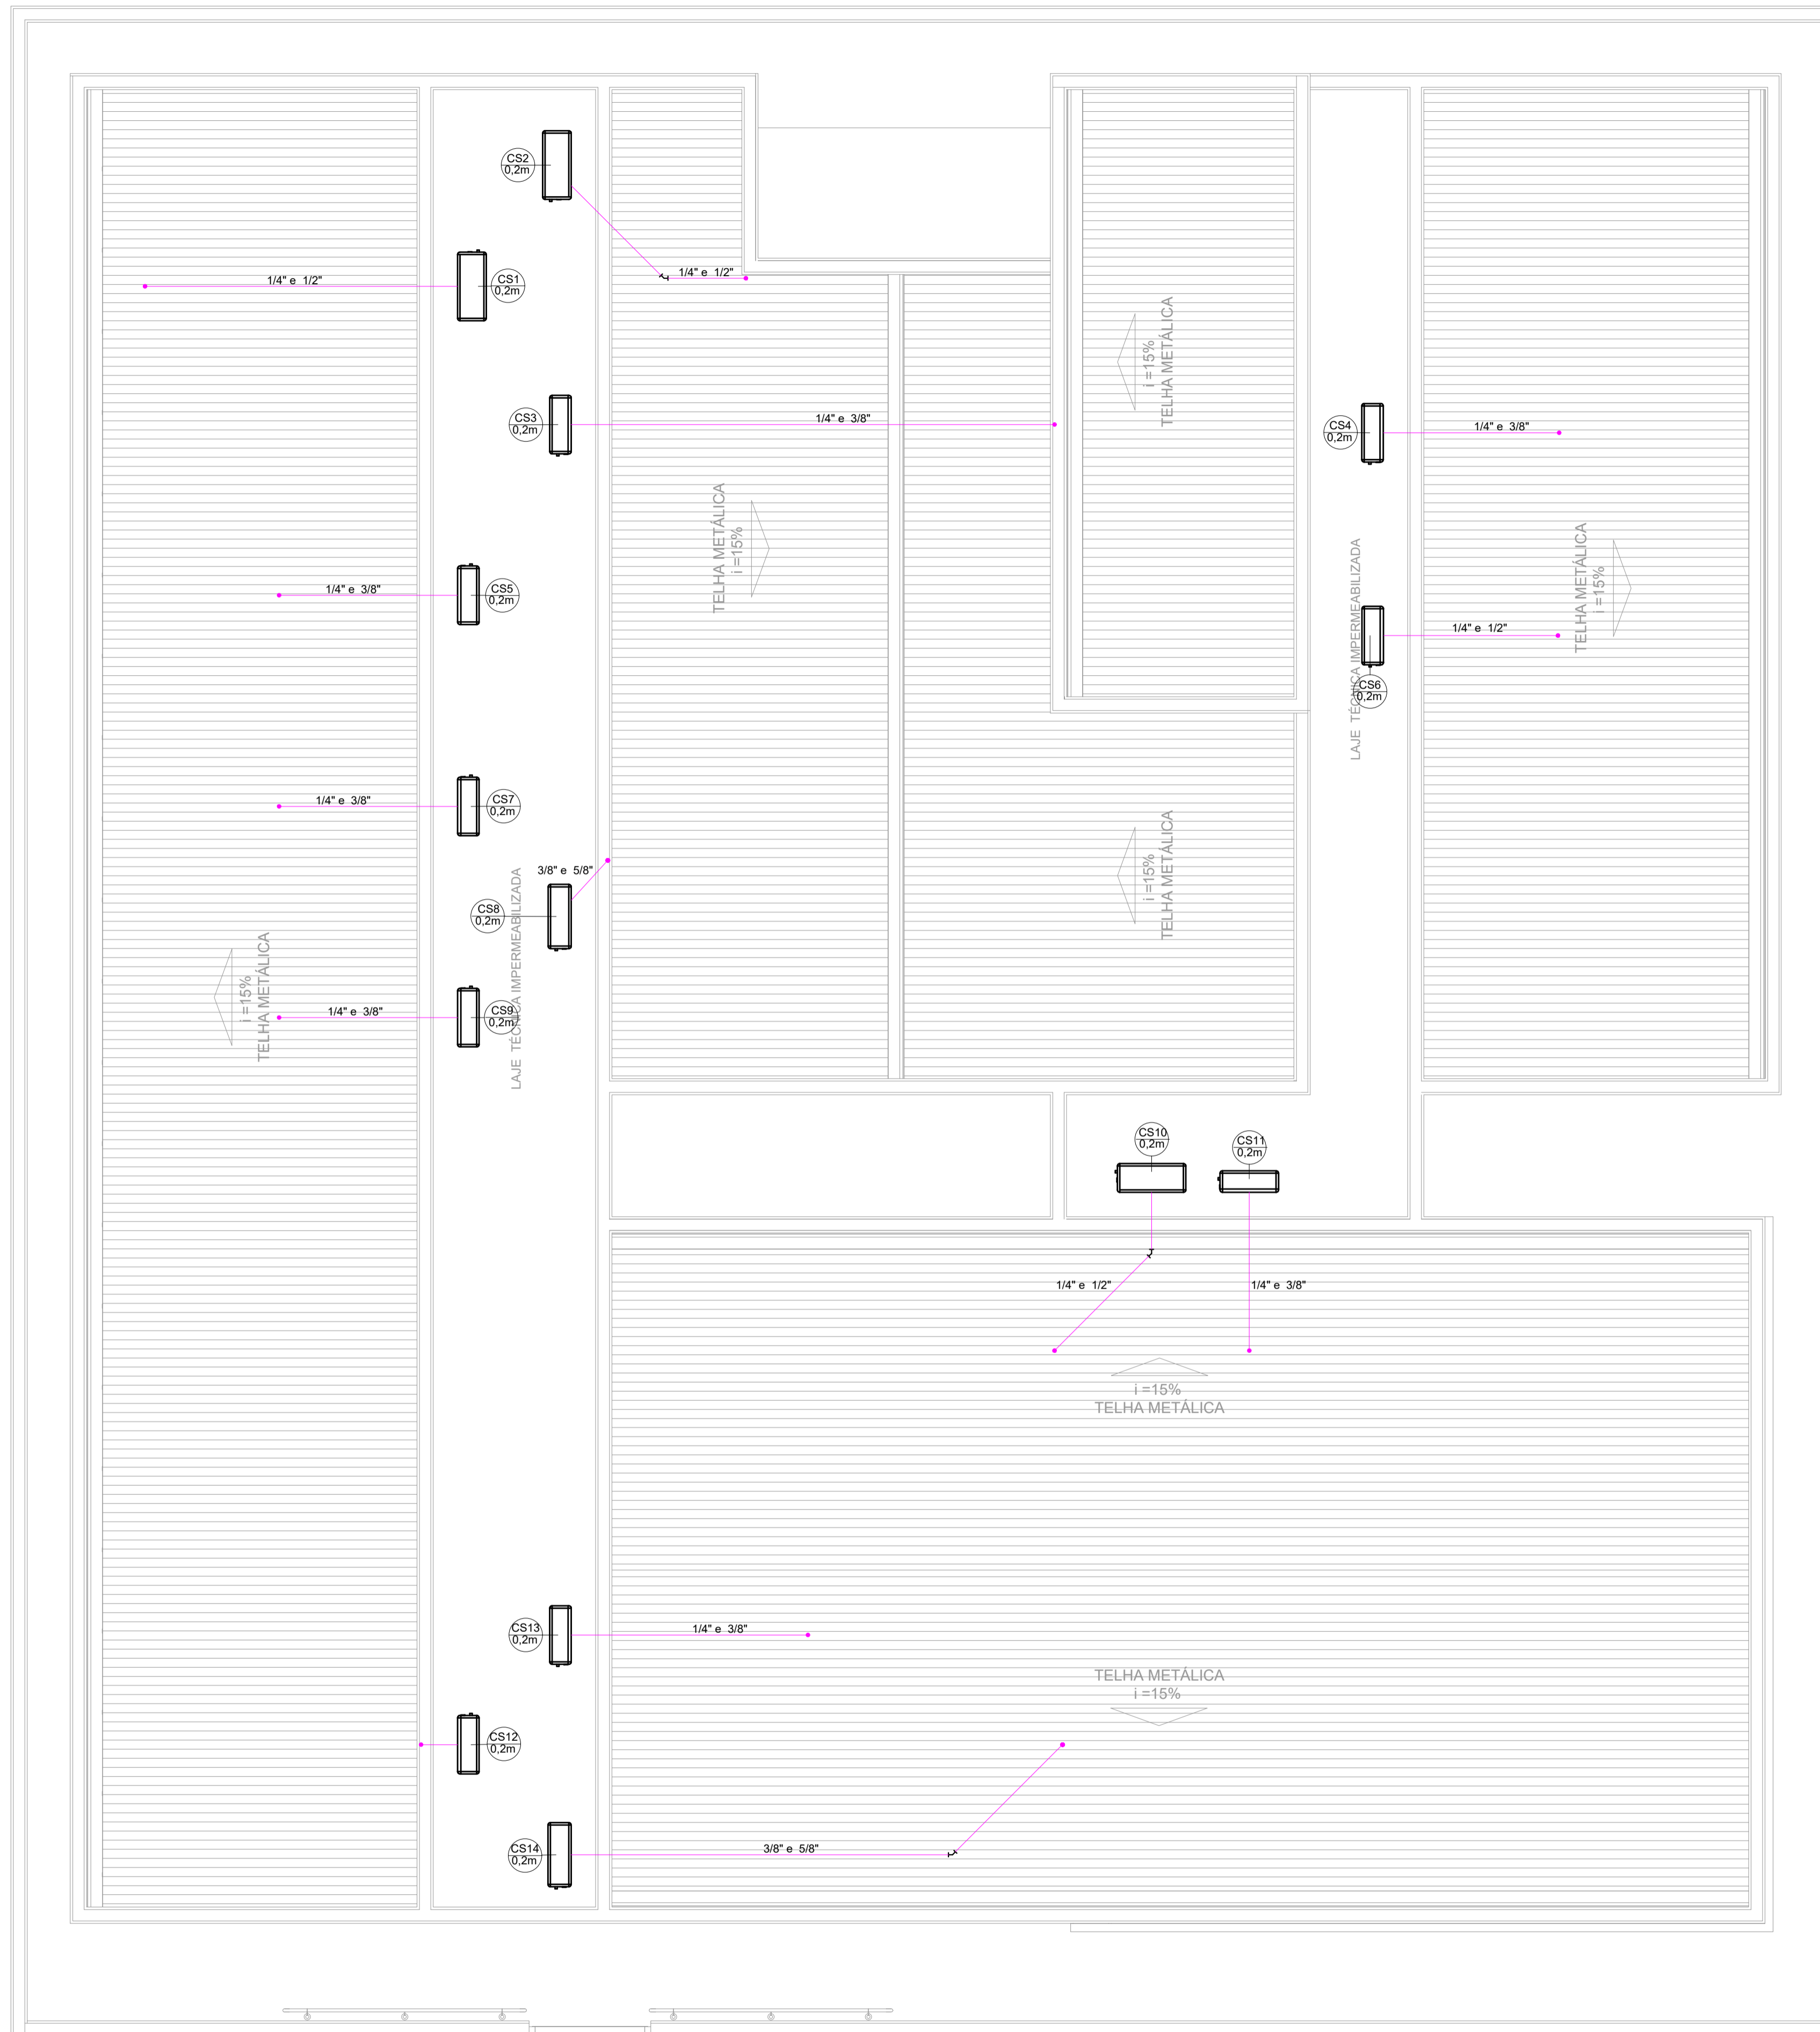 CS2
0,2m
1/4" e  1/2"
1/4" e  1/2"
CS1
0,2m
i =15%
TELHA METÁLICA
CS3
0,2m
1/4" e  3/8"
CS4
0,2m
1/4" e  3/8"
TELHA METÁLICA
i =15%
1/4" e  3/8"
CS5
0,2m
TELHA METÁLICA
i =15%
LAJE  TÉCNICA IMPERMEABILIZADA
1/4" e  1/2"
CS6
0,2m
1/4" e  3/8"
CS7
0,2m
3/8" e  5/8"
CS8
0,2m
i =15%
TELHA METÁLICA
LAJE  TÉCNICA IMPERMEABILIZADA
i =15%
TELHA METÁLICA
1/4" e  3/8"
CS9
0,2m
CS10
0,2m
CS11
0,2m
1/4" e  1/2"
1/4" e  3/8"
i =15%
TELHA METÁLICA
CS13
0,2m
1/4" e  3/8"
TELHA METÁLICA
i =15%
CS12
0,2m
CS14
0,2m
3/8" e  5/8"